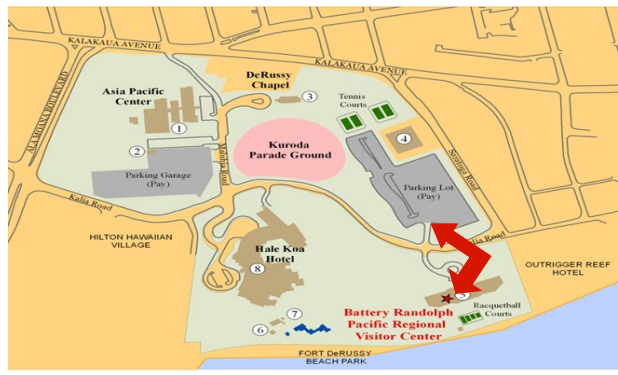 KALAKAUA AVENUE
KALAKAUA AVENUE
ALA MOANA BOULEVARD
DeRussy
Chapel
Asia Pacific
Center
1
2
3
Tennis
Courts
4
Kuroda
Parade Ground
Maluhia Road
Saratoga Road
Parking Garage
(Pay)
Parking Lot
(Pay)
Kalia Road
Kalia Road
HILTON HAWAIIAN
VILLAGE
Hale Koa
Hotel
8
OUTRIGGER REEF
HOTEL
5
Racquetball
Courts
Battery Randolph
Pacific Regional
Visitor Center
7
6
FORT DeRUSSY
BEACH PARK